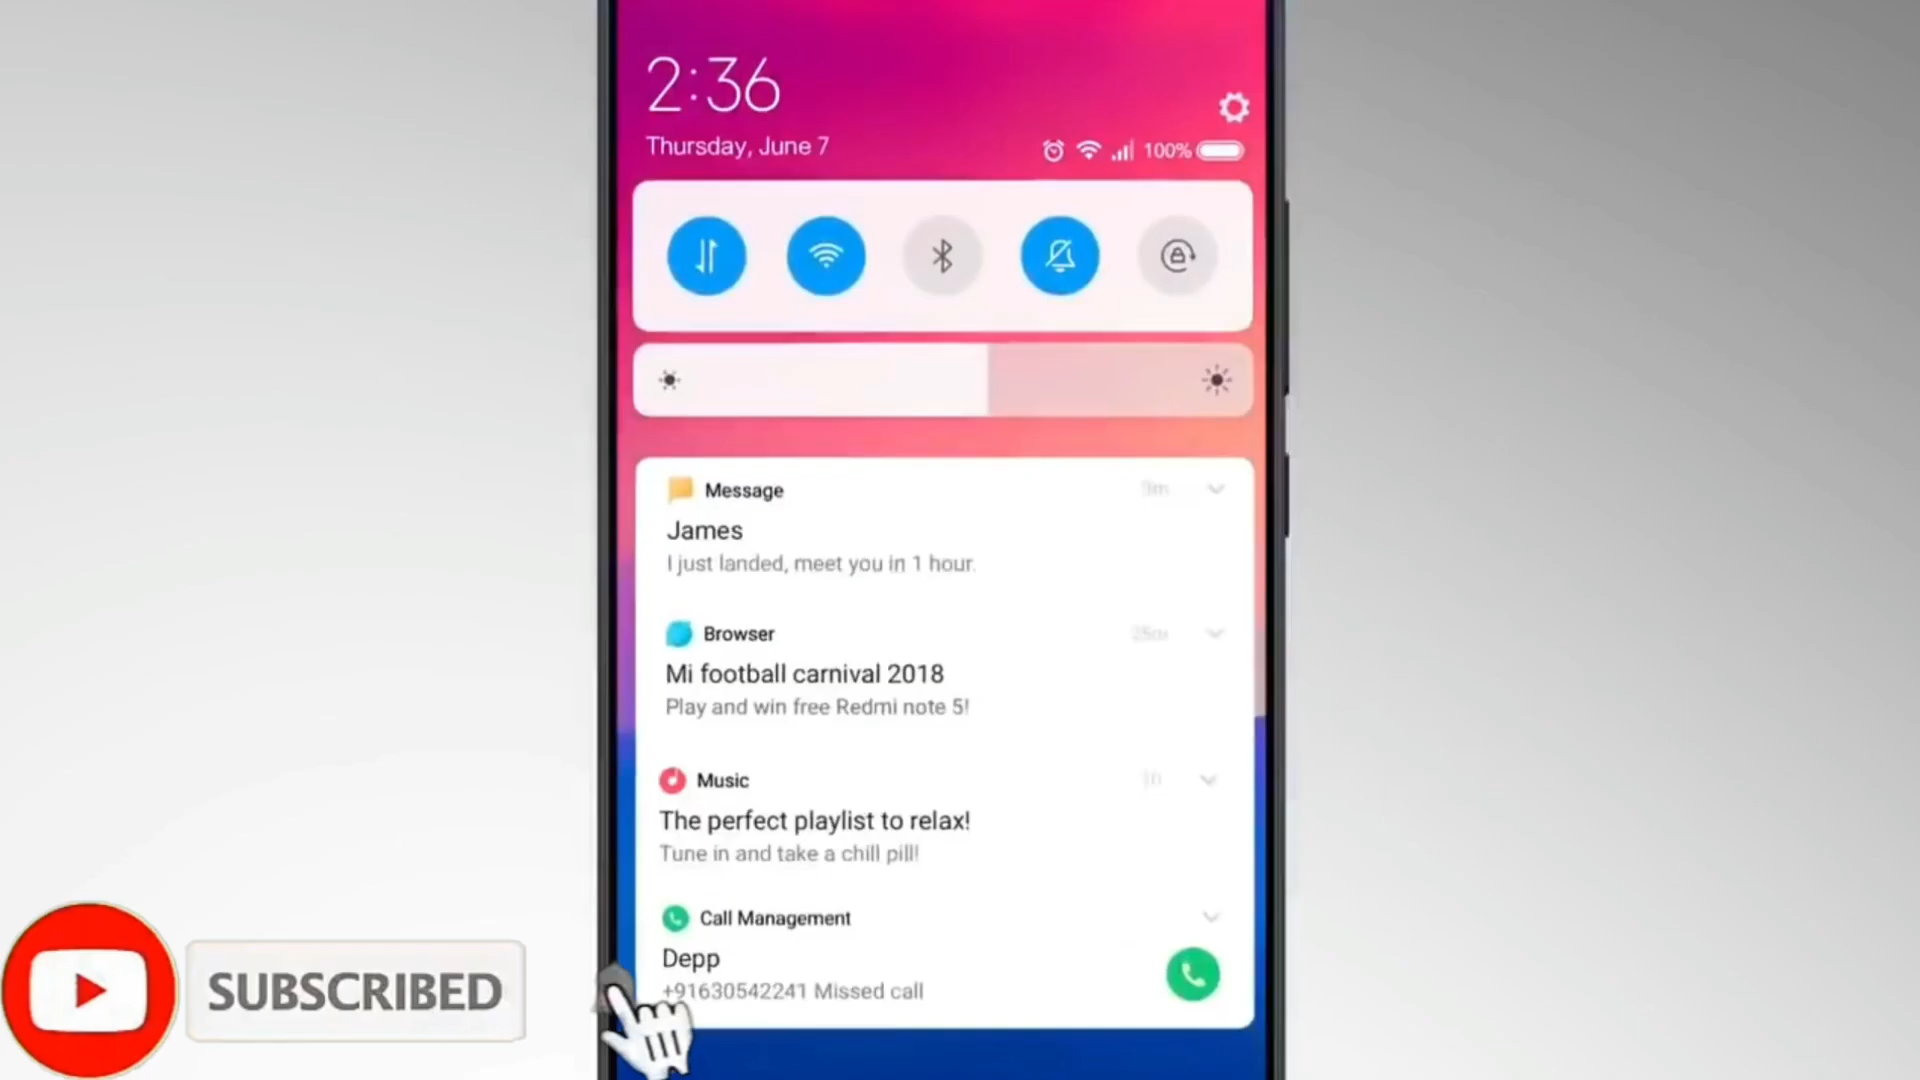 2:36
Thursday, June 7
100%
Message
James
I just landed, meet you in 1 hour.
Browser
Mi football carnival 2018
Play and win free Redmi note 5!
Music
The perfect playlist to relax!
Tune in and take a chill pill!
Call Management
Depp
+91630542241 Missed call
SUBSCRIBED